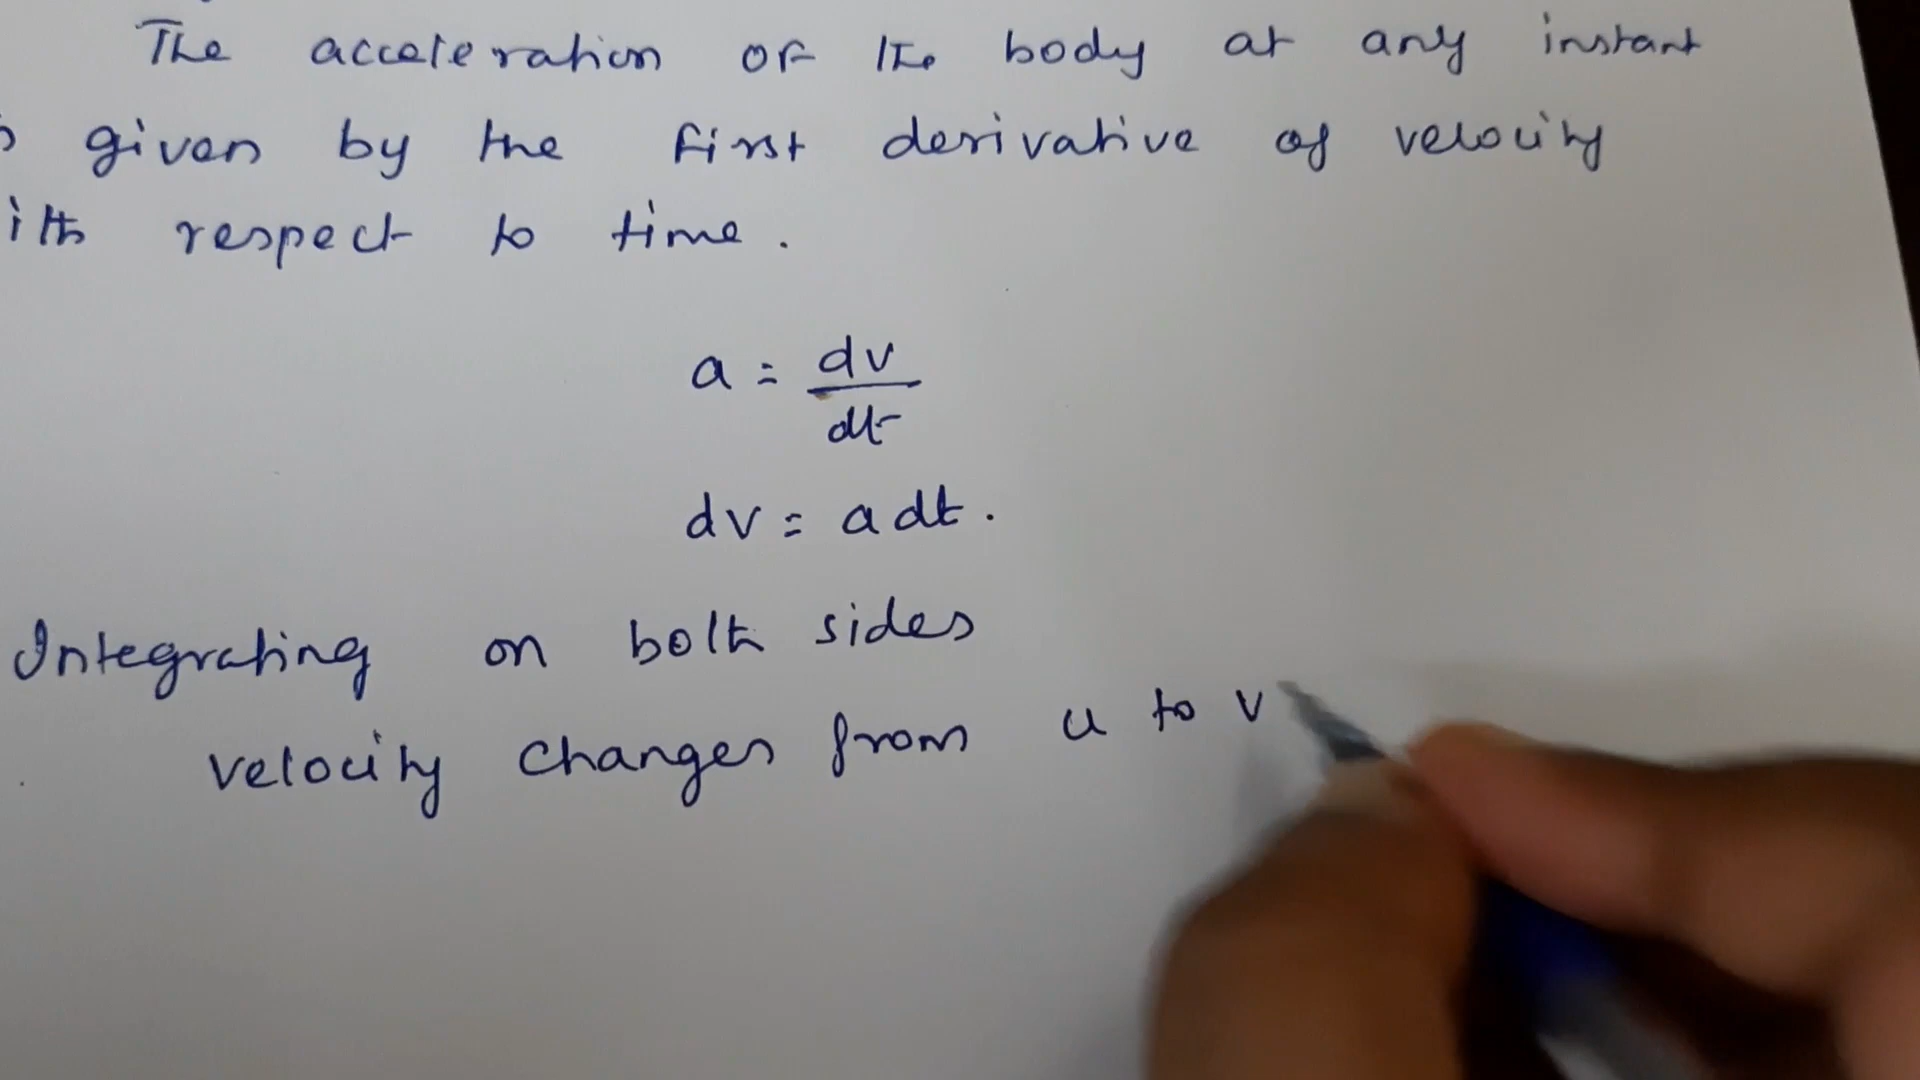 The acceleration of the body at any instant
given by the first derivative of velocity
respect to time.
a = dv
dt
dv = a dt.
Integrating on both sides
velocity changes from u to v